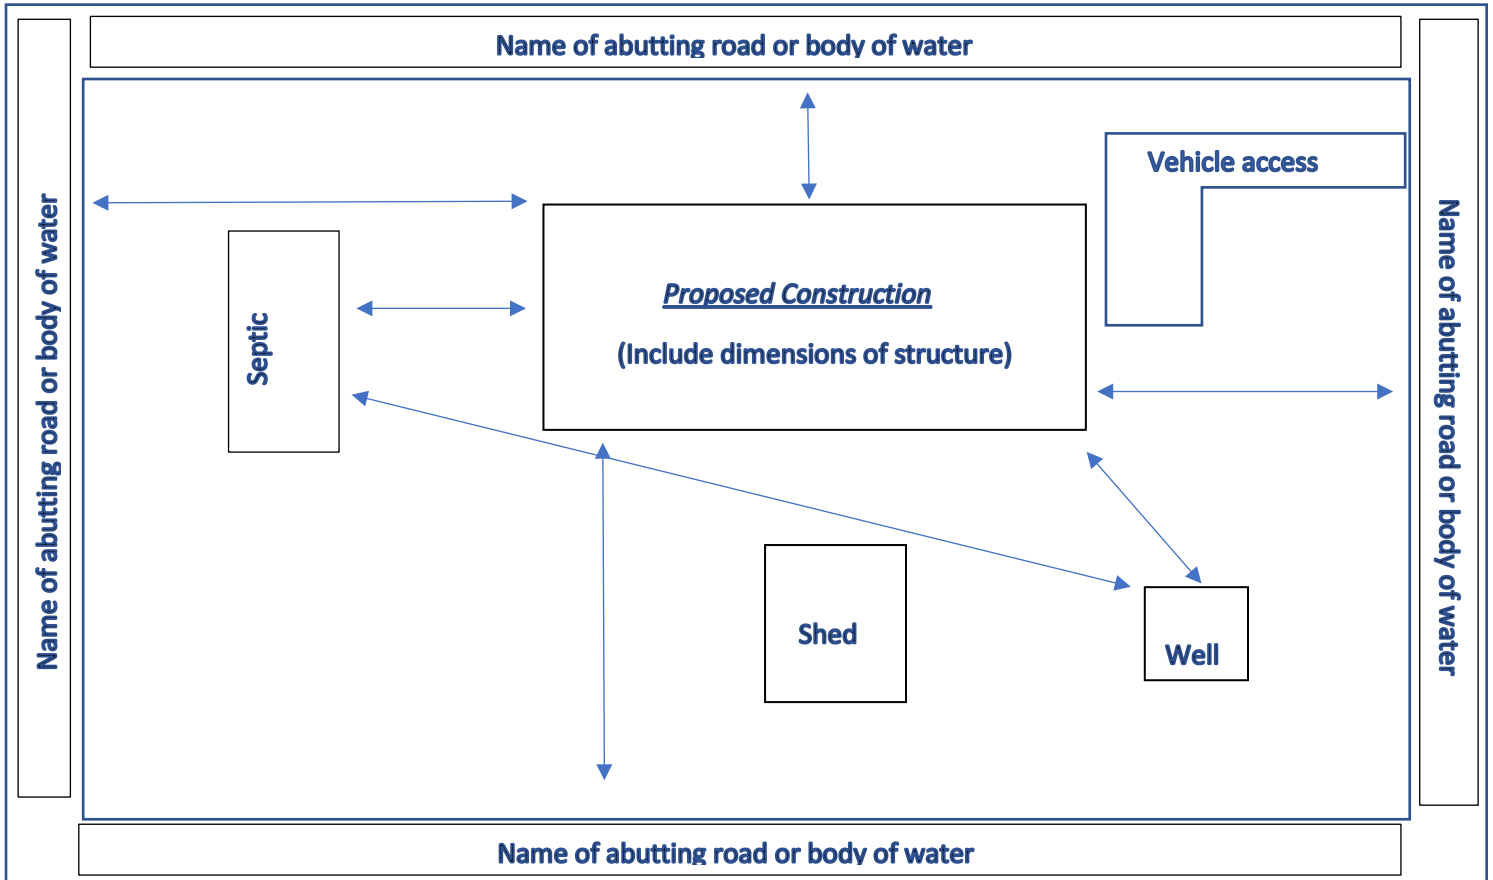 Name of abutting road or body of water
Name of abutting road or body of water
Vehicle access
Name of abutting road or body of water
Proposed Construction
(Include dimensions of structure)
Septic
Shed
Well
Name of abutting road or body of water